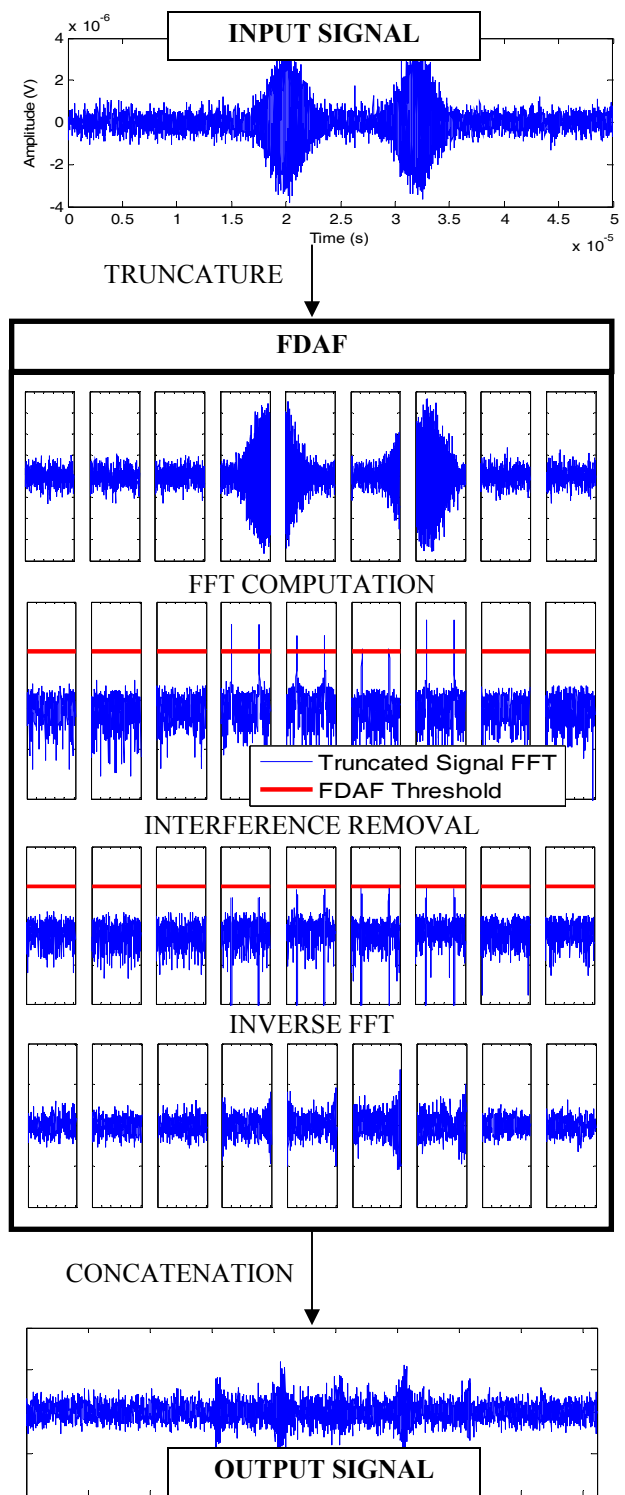 x 10^-6
INPUT SIGNAL
4
2
0
-2
-4
Amplitude (V)
0 0.5 1 1.5 2 2.5 3 3.5 4 4.5 5
Time (s)
x 10^-5
TRUNCATURE
FDAF
FFT COMPUTATION
Truncated Signal FFT
FDAF Threshold
INTERFERENCE REMOVAL
INVERSE FFT
CONCATENATION
OUTPUT SIGNAL